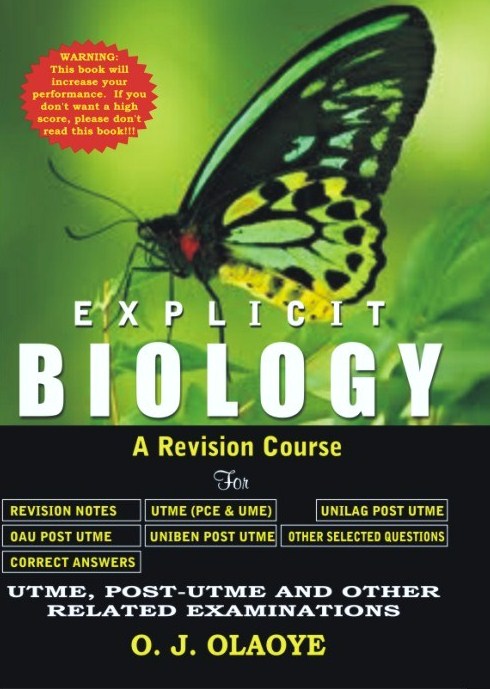 WARNING:
This book will
increase your
performance. If you
don't want a high
score, please don't
read this book!!!
EXPLICIT
BIOLOGY
A Revision Course
For
REVISION NOTES
UTME (PCE & UME)
UNILAG POST UTME
OAU POST UTME
UNIBEN POST UTME
OTHER SELECTED QUESTIONS
CORRECT ANSWERS
UTME, POST-UTME AND OTHER
RELATED EXAMINATIONS
O. J. OLAOYE